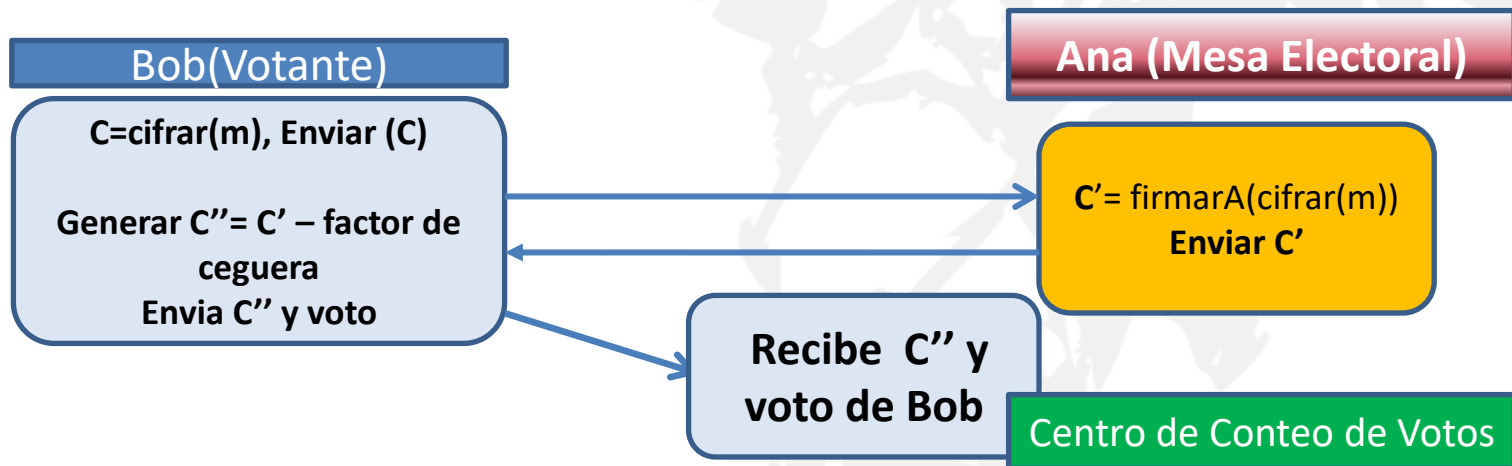 Bob(Votante)
C=cifrar(m), Enviar (C)
Generar C’’= C’ – factor de
ceguera
Envia C’’ y voto
Ana (Mesa Electoral)
C’= firmarA(cifrar(m))
Enviar C’
Recibe C’’ y
voto de Bob
Centro de Conteo de Votos